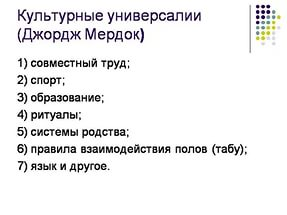 Культурные универсалии
(Джордж Мердок)
1) совместный труд;
2) спорт;
3) образование;
4) ритуалы;
5) системы родства;
6) правила взаимодействия полов (табу);
7) язык и другое.